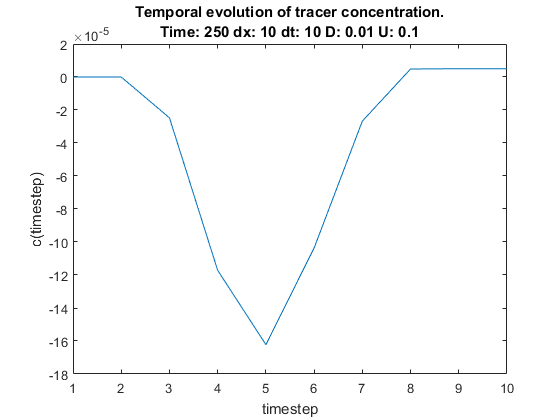 Temporal evolution of tracer concentration.
Time: 250 dx: 10 dt: 10 D: 0.01 U: 0.1
×10^-5
2
0
-2
-4
-6
-8
-10
-12
-14
-16
-18
c(timestep)
1 2 3 4 5 6 7 8 9 10
timestep